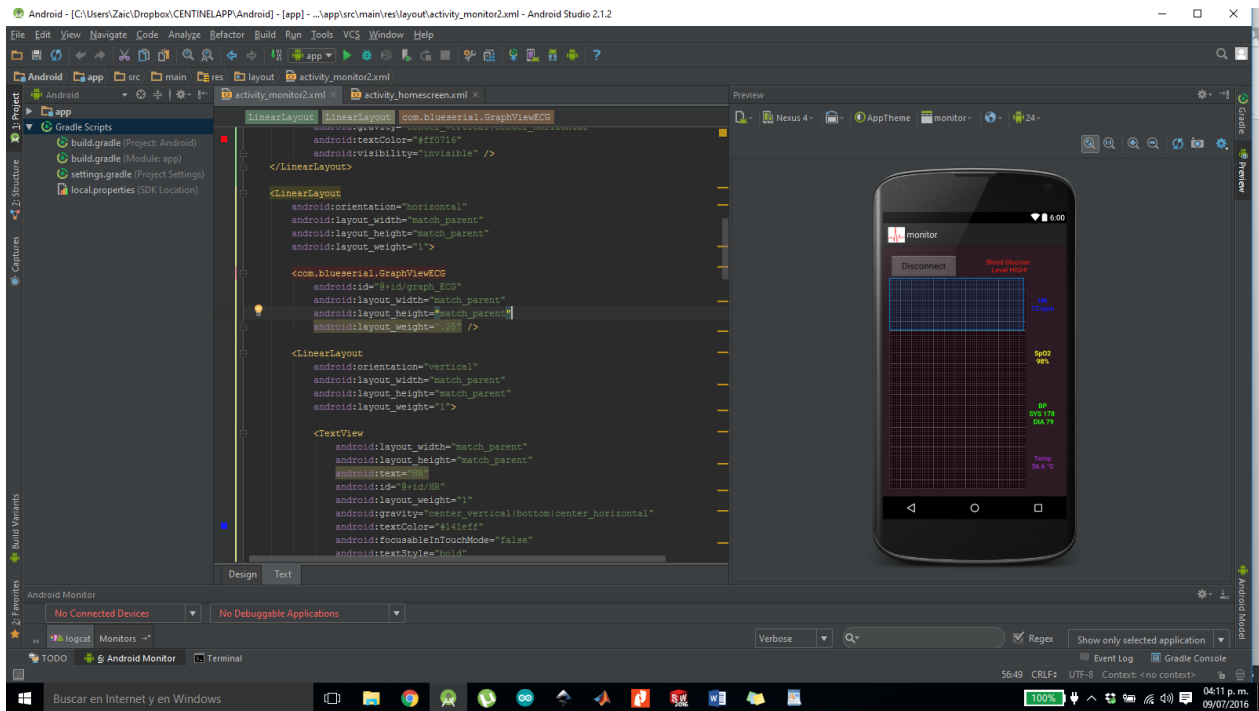 Android - [C:\Users\Zaic\Dropbox\CENTINELAPP\Android] - [app] - ...\app\src\main\res\layout\activity_monitor2.xml - Android Studio 2.1.2
File Edit View Navigate Code Analyze Refactor Build Run Tools VCS Window Help
app
Android app src main res layout activity_monitor2.xml
1: Project
2: Structure
Captures
Build Variants
2: Favorites
Android
app
Gradle Scripts
build.gradle (Project: Android)
build.gradle (Module: app)
settings.gradle (Project Settings)
local.properties (SDK Location)
activity_monitor2.xml activity_homescreen.xml
LinearLayout LinearLayout com.blueserial.GraphViewECG
android:gravity="center_vertical|center_horizontal"
android:textColor="#ff0716"
android:visibility="invisible" />
</LinearLayout>
<LinearLayout
android:orientation="horizontal"
android:layout_width="match_parent"
android:layout_height="match_parent"
android:layout_weight="1">
<com.blueserial.GraphViewECG
android:id="@+id/graph_ECG"
android:layout_width="match_parent"
android:layout_height="match_parent"
android:layout_weight=".25" />
<LinearLayout
android:orientation="vertical"
android:layout_width="match_parent"
android:layout_height="match_parent"
android:layout_weight="1">
<TextView
android:layout_width="match_parent"
android:layout_height="match_parent"
android:text="HR"
android:id="@+id/HR"
android:layout_weight="1"
android:gravity="center_vertical|bottom|center_horizontal"
android:textColor="#141eff"
android:focusableInTouchMode="false"
android:textStyle="bold"
Design Text
Preview
Nexus 4 AppTheme monitor 24
6:00
monitor
Disconnect
Blood Glucose
Level HIGH!
HR
SpO2
98%
BP
SYS 178
DIA 79
Temp
36.6 °C
Gradle
Preview
Android Model
Android Monitor
No Connected Devices No Debuggable Applications
logcat Monitors Verbose Regex Show only selected application
TODO 6: Android Monitor Terminal Event Log Gradle Console
56:49 CRLF UTF-8 Context: <no context>
Buscar en Internet y en Windows
100%
04:11 p. m.
09/07/2016